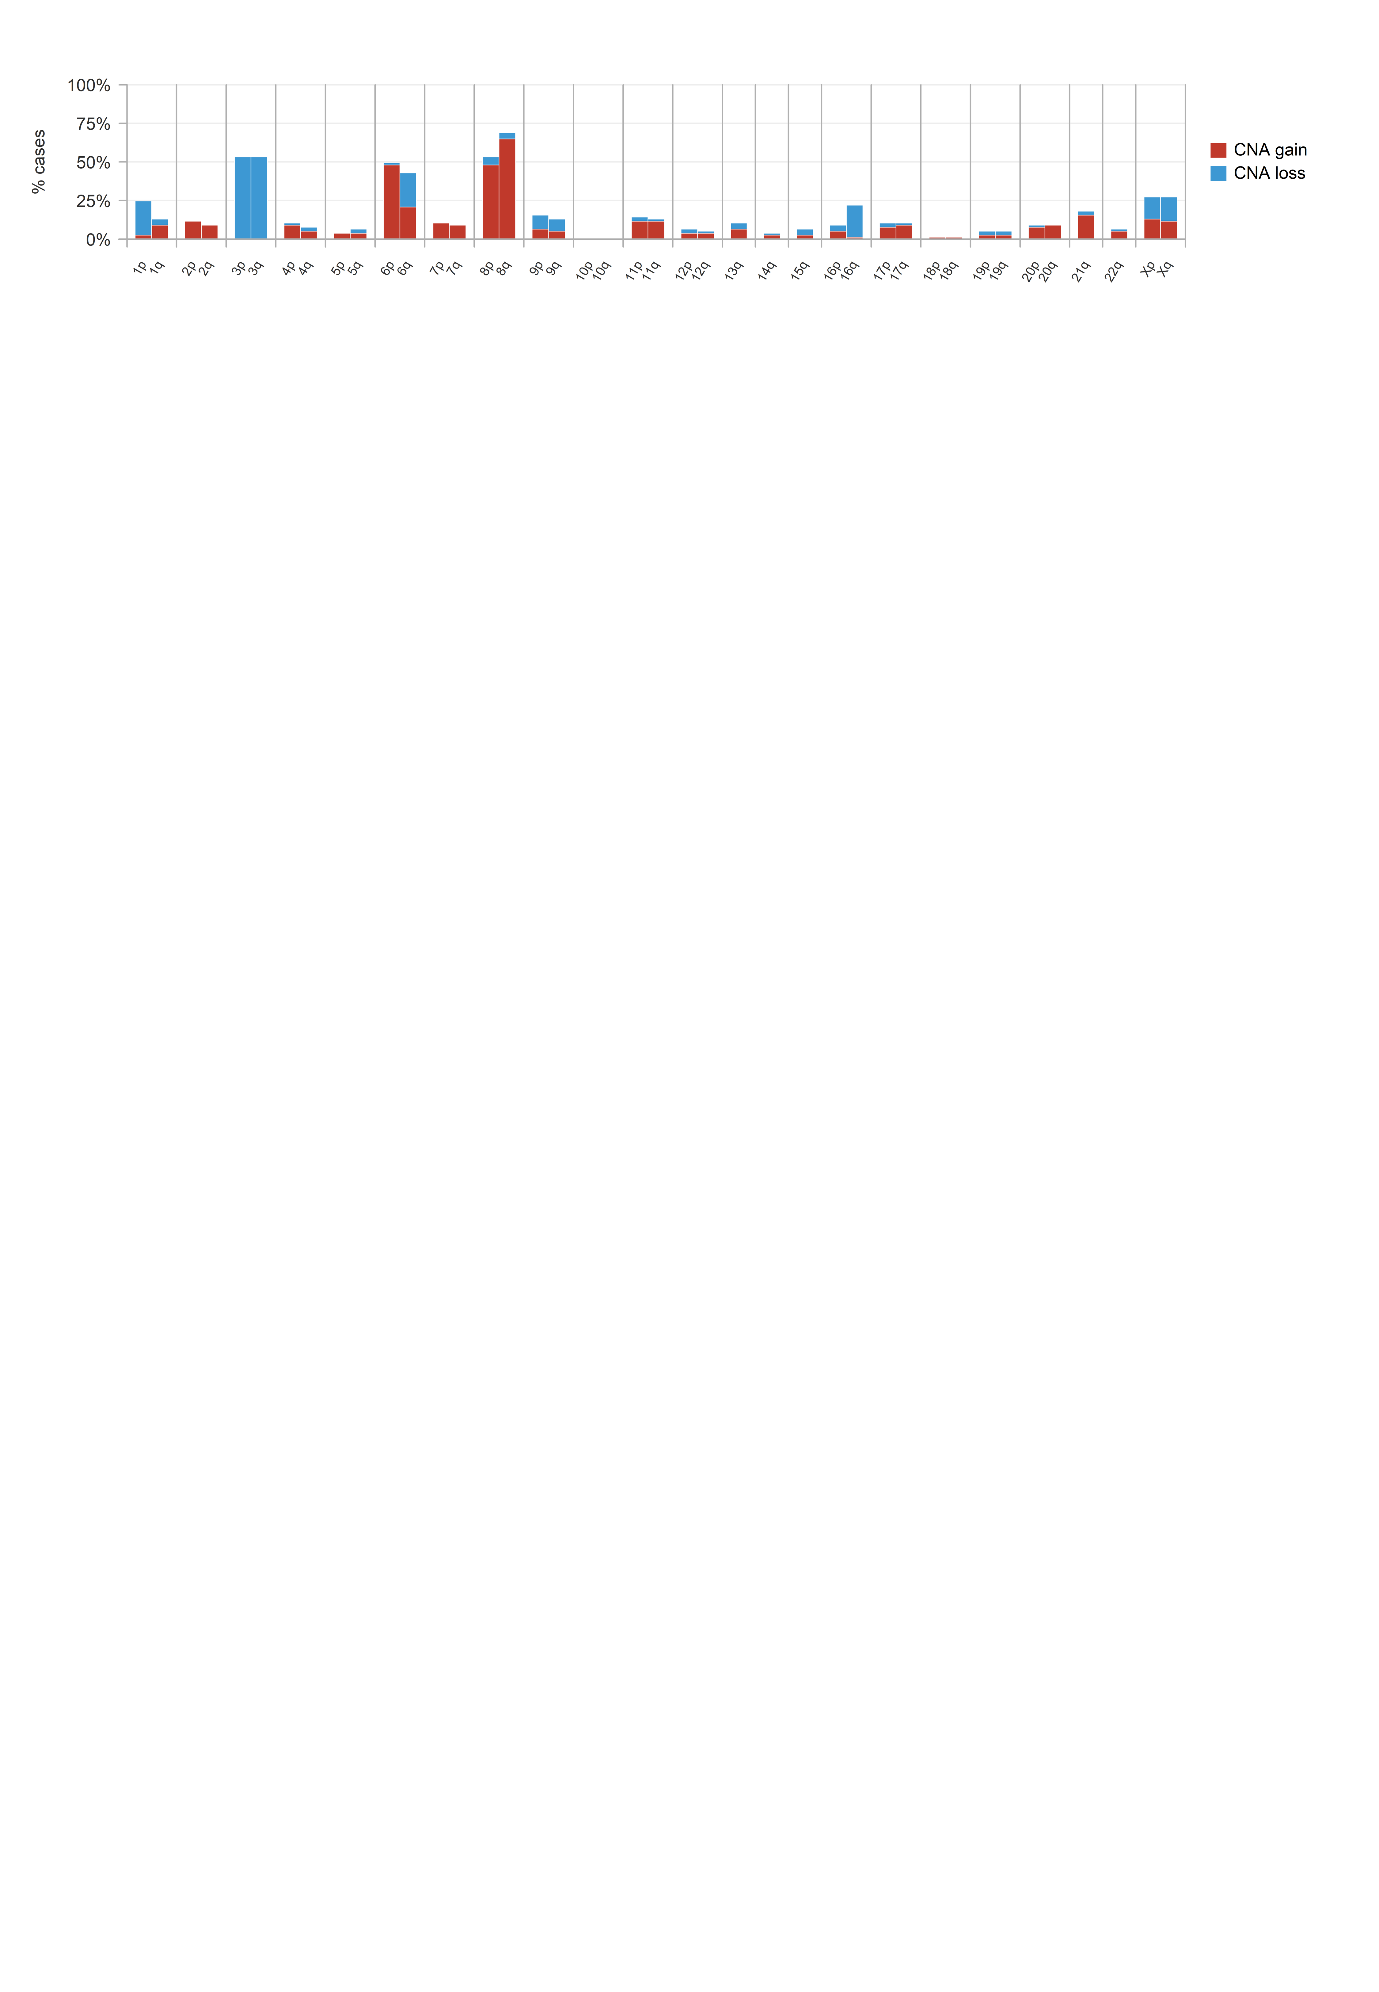 100%
75%
50%
25%
0%
% cases
CNA gain
CNA loss
1p 1q 2p 2q 3p 3q 4p 4q 5p 5q 6p 6q 7p 7q 8p 8q 9p 9q 10p 10q 11p 11q 12p 12q 13q 14q 15q 16p 16q 17p 17q 18p 18q 19p 19q 20p 20q 21q 22q Xp Xq